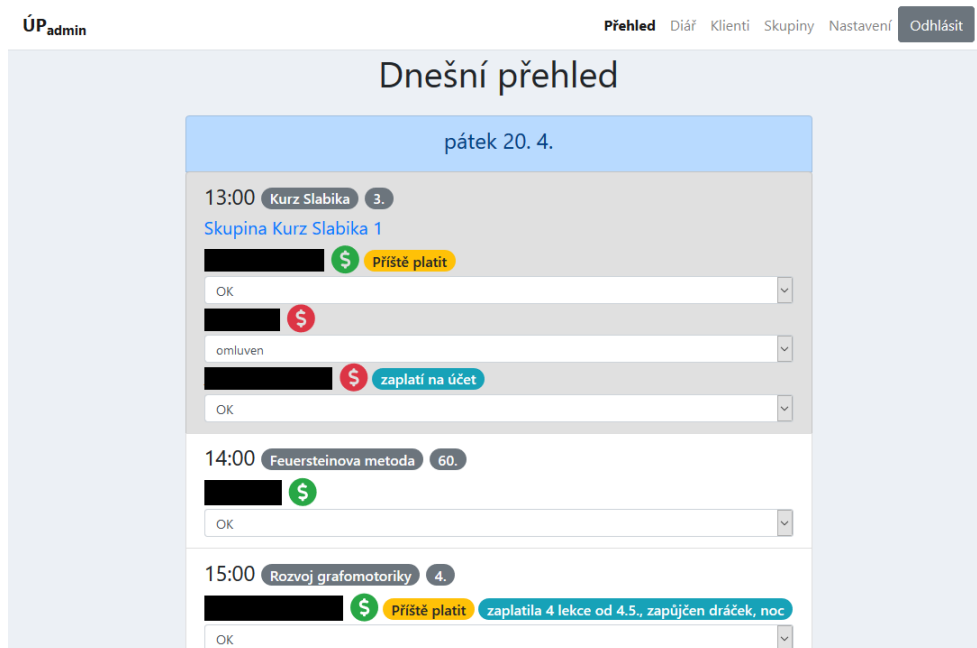 ÚPadmin Přehled Diář Klienti Skupiny Nastavení Odhlásit
Dnešní přehled
pátek 20. 4.
13:00 Kurz Slabika 3.
Skupina Kurz Slabika 1
$ Příště platit
OK
$
omluven
$ zaplatí na účet
OK
14:00 Feuersteinova metoda 60.
$
OK
15:00 Rozvoj grafomotoriky 4.
$ Příště platit zaplatila 4 lekce od 4.5., zapůjčen dráček, noc
OK